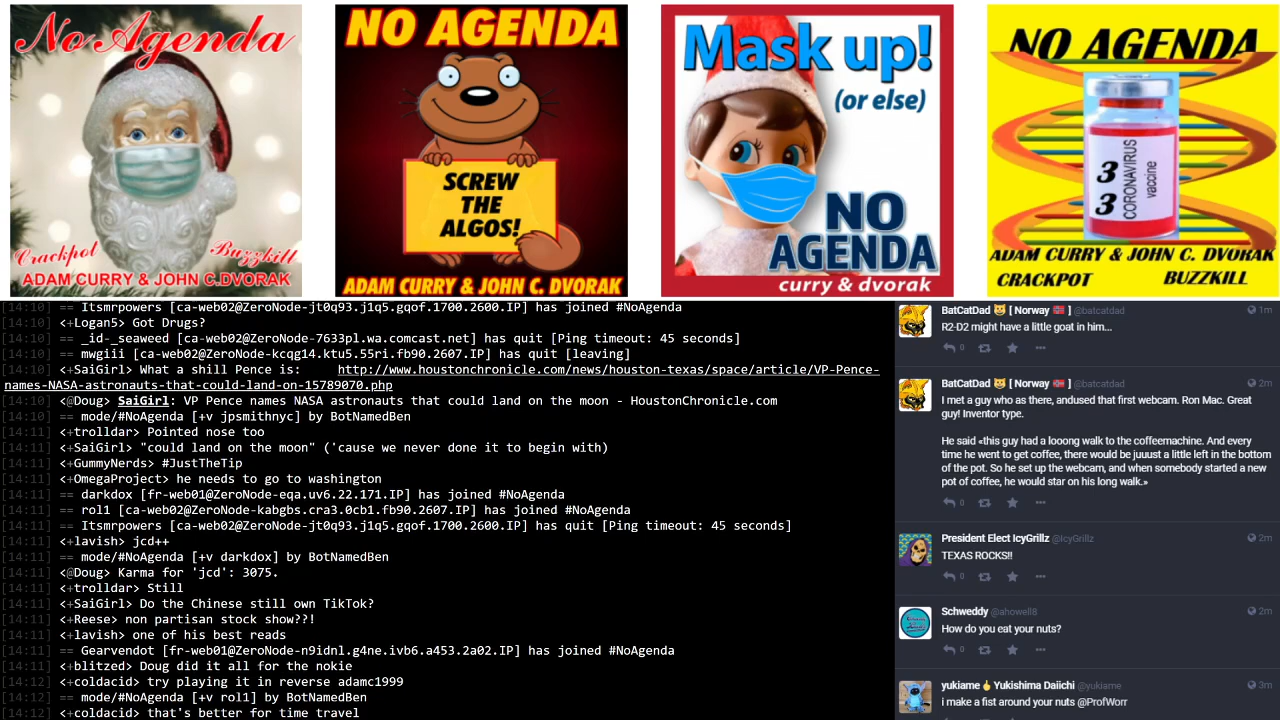 No Agenda
Crackpot
Buzzkill
ADAM CURRY & JOHN C.DVORAK
NO AGENDA
SCREW
THE
ALGOS!
ADAM CURRY & JOHN C. DVORAK
Mask up!
(or else)
NO
AGENDA
curry & dvorak
NO AGENDA
3
3
CORONAVIRUS
vaccine
ADAM CURRY & JOHN C. DVORAK
CRACKPOT
BUZZKILL
[14:10] == Itsmrpowers [ca-web02@ZeroNode-jt0q93.j1q5.gqof.1700.2600.IP] has joined #NoAgenda
[14:10] <+Logan5> Got Drugs?
[14:10] == _id-_seaweed [ca-web02@ZeroNode-7633pl.wa.comcast.net] has quit [Ping timeout: 45 seconds]
[14:10] == mwgiii [ca-web02@ZeroNode-kcqg14.ktu5.55ri.fb90.2607.IP] has quit [leaving]
[14:10] <+SaiGirl> What a shill Pence is: http://www.houstonchronicle.com/news/houston-texas/space/article/VP-Pence-
names-NASA-astronauts-that-could-land-on-15789070.php
[14:10] <@Doug> SaiGirl: VP Pence names NASA astronauts that could land on the moon - HoustonChronicle.com
[14:10] == mode/#NoAgenda [+v jpsmithnyc] by BotNamedBen
[14:11] <+trolldar> Pointed nose too
[14:11] <+SaiGirl> "could land on the moon" ('cause we never done it to begin with)
[14:11] <+GummyNerds> #JustTheTip
[14:11] <+OmegaProject> he needs to go to washington
[14:11] == darkdox [fr-web01@ZeroNode-eqa.uv6.22.171.IP] has joined #NoAgenda
[14:11] == rol1 [ca-web02@ZeroNode-kabgbs.cra3.0cb1.fb90.2607.IP] has joined #NoAgenda
[14:11] == Itsmrpowers [ca-web02@ZeroNode-jt0q93.j1q5.gqof.1700.2600.IP] has quit [Ping timeout: 45 seconds]
[14:11] <+lavish> jcd++
[14:11] == mode/#NoAgenda [+v darkdox] by BotNamedBen
[14:11] <@Doug> Karma for 'jcd': 3075.
[14:11] <+trolldar> Still
[14:11] <+SaiGirl> Do the Chinese still own TikTok?
[14:11] <+Reese> non partisan stock show??!
[14:11] <+lavish> one of his best reads
[14:11] == Gearvendot [fr-web01@ZeroNode-n9idnl.g4ne.ivb6.a453.2a02.IP] has joined #NoAgenda
[14:11] <+blitzed> Doug did it all for the nokie
[14:12] <+coldacid> try playing it in reverse adamc1999
[14:12] == mode/#NoAgenda [+v rol1] by BotNamedBen
[14:12] <+coldacid> that's better for time travel
BatCatDad [ Norway ] @batcatdad 1m
R2-D2 might have a little goat in him...
0
BatCatDad [ Norway ] @batcatdad 2m
I met a guy who as there, andused that first webcam. Ron Mac. Great
guy! Inventor type.
He said «this guy had a looong walk to the coffeemachine. And every
time he went to get coffee, there would be juuust a little left in the bottom
of the pot. So he set up the webcam, and when somebody started a new
pot of coffee, he would star on his long walk.»
0
President Elect IcyGrillz @IcyGrillz 2m
TEXAS ROCKS!!
0
Schweddy @ahowell8 2m
How do you eat your nuts?
0
yukiame Yukishima Daiichi @yukiame 3m
i make a fist around your nuts @ProfWorr